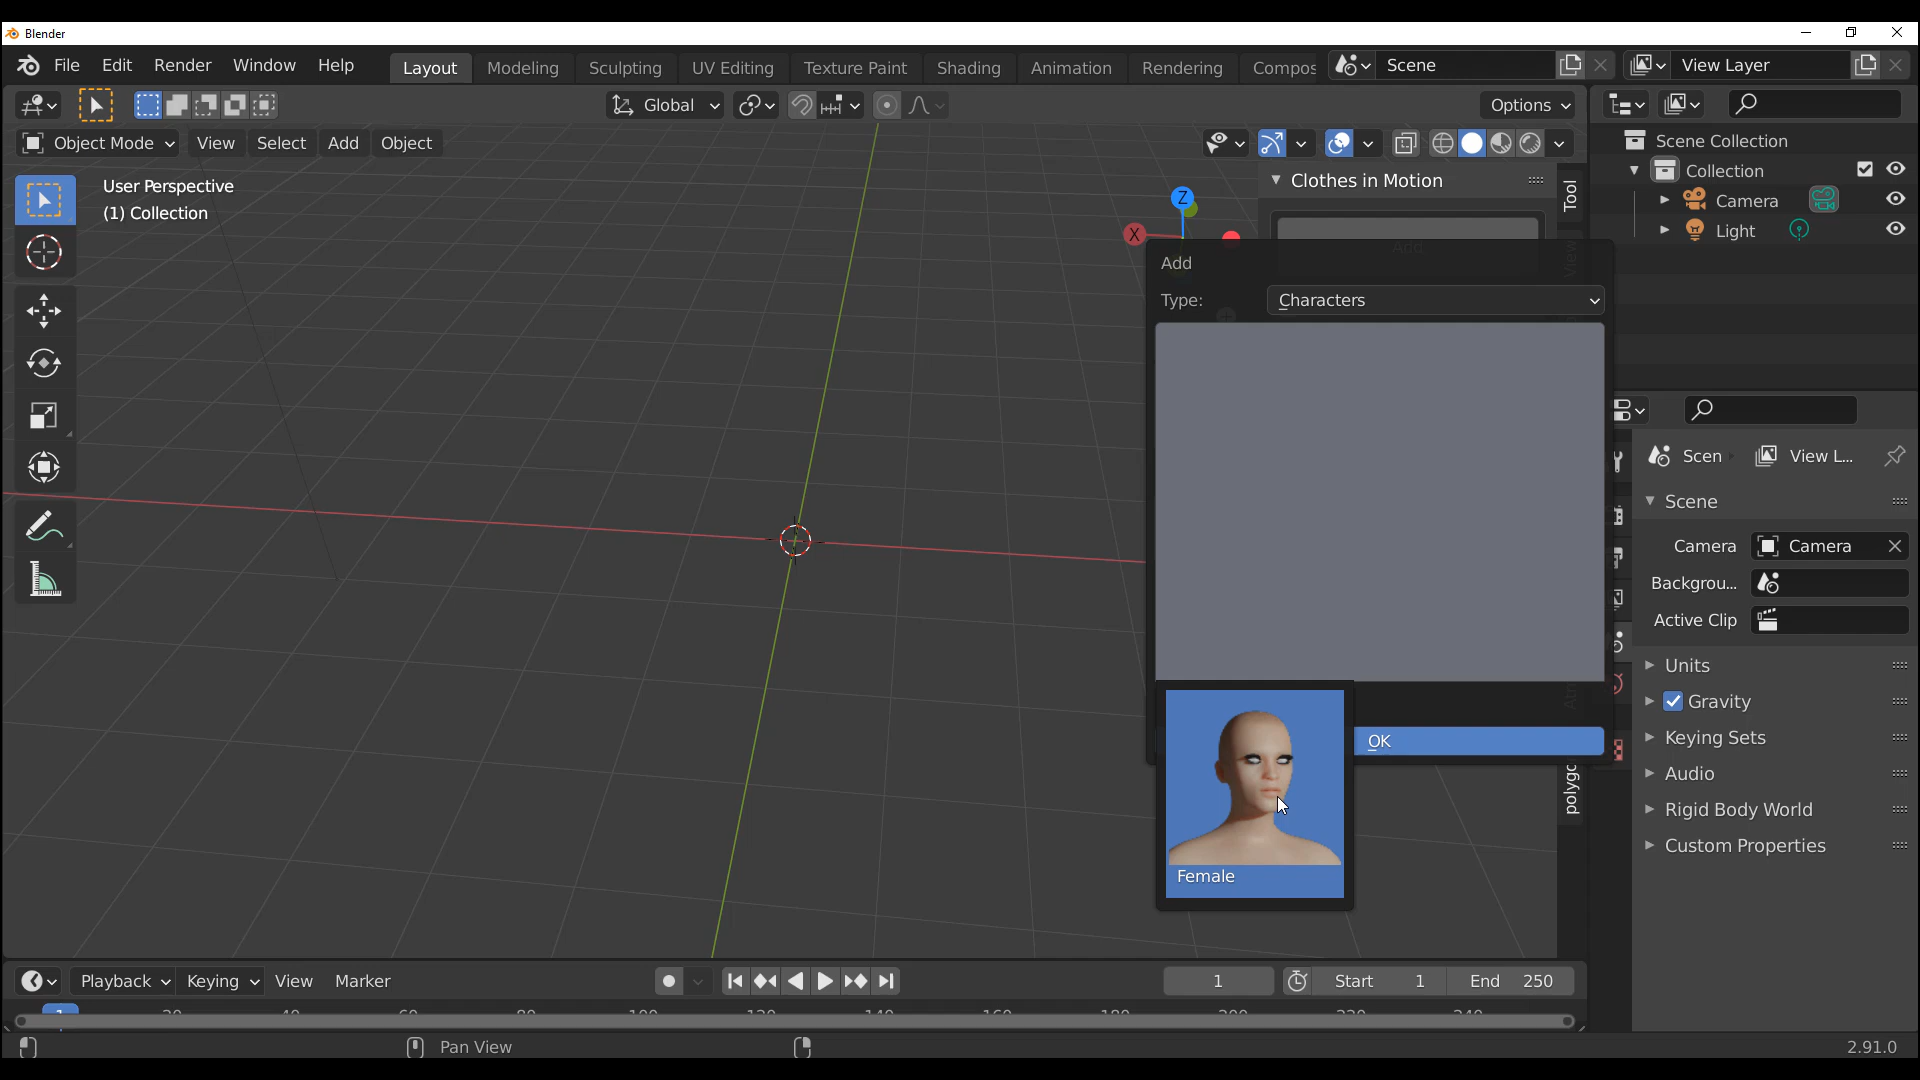 Blender
File Edit Render Window Help Layout Modeling Sculpting UV Editing Texture Paint Shading Animation Rendering Compos Scene View Layer
Global Options
Object Mode View Select Add Object
User Perspective
(1) Collection
Z
X
Clothes in Motion
Tool
View
Add
Add
Type: Characters
OK
Female
polygo
Scene Collection
Collection
Camera
Light
Scen View L...
Scene
Camera Camera
Backgrou...
Active Clip
Units
Gravity
Keying Sets
Audio
Rigid Body World
Custom Properties
Playback Keying View Marker 1 Start 1 End 250
1 20 40 60 80 100 120 140 160 180 200 220 240
Pan View 2.91.0